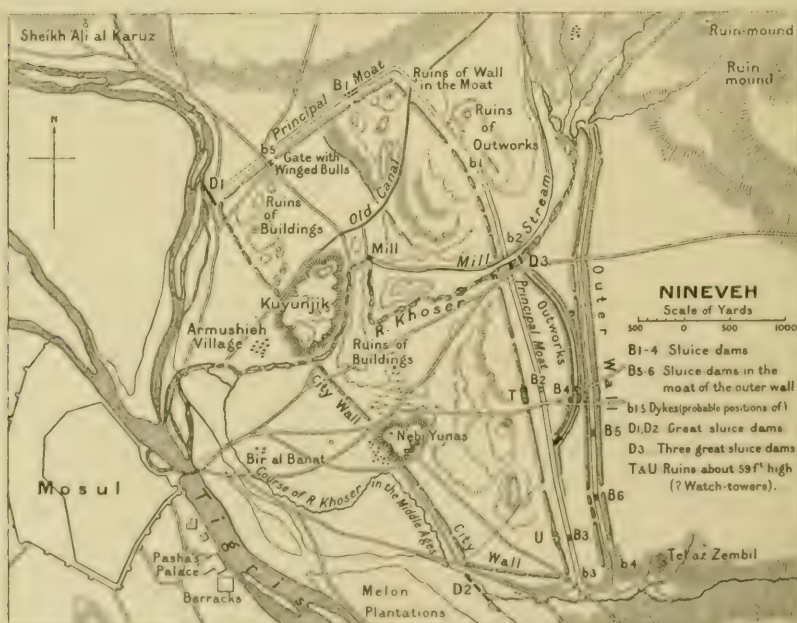 Sheikh 'Ali al Karuz
Ruin-mound
Ruin
mound
Principal B1 Moat
Ruins of Wall
in the Moat
Ruins
of
Outworks
N
b5
b1
Gate with
Winged Bulls
D1
Old Canal
Ruins
of
Buildings
b2
Stream
Mill
Mill
D3
Kuyunjik
R. Khoser
Armushieh
Village
Ruins of
Buildings
Principal Moat
Outworks
Outer Wall
NINEVEH
Scale of Yards
500 0 500 1000
B1-4 Sluice dams
B5-6 Sluice-dams in the
moat of the outer wall
b1-5 Dykes (probable positions of)
D1,D2 Great sluice dams
D3 Three great sluice dams
T&U Ruins about 59ft high
(? Watch-towers).
City Wall
T
B2
B4
B5
Nebi Yunas
Bir al Banat
Mosul
Course of R. Khoser in the Middle Ages
B6
Tigris
City Wall
U
B3
b3
b4
Tel az Zembil
Pasha's
Palace
Barracks
D2
Melon
Plantations